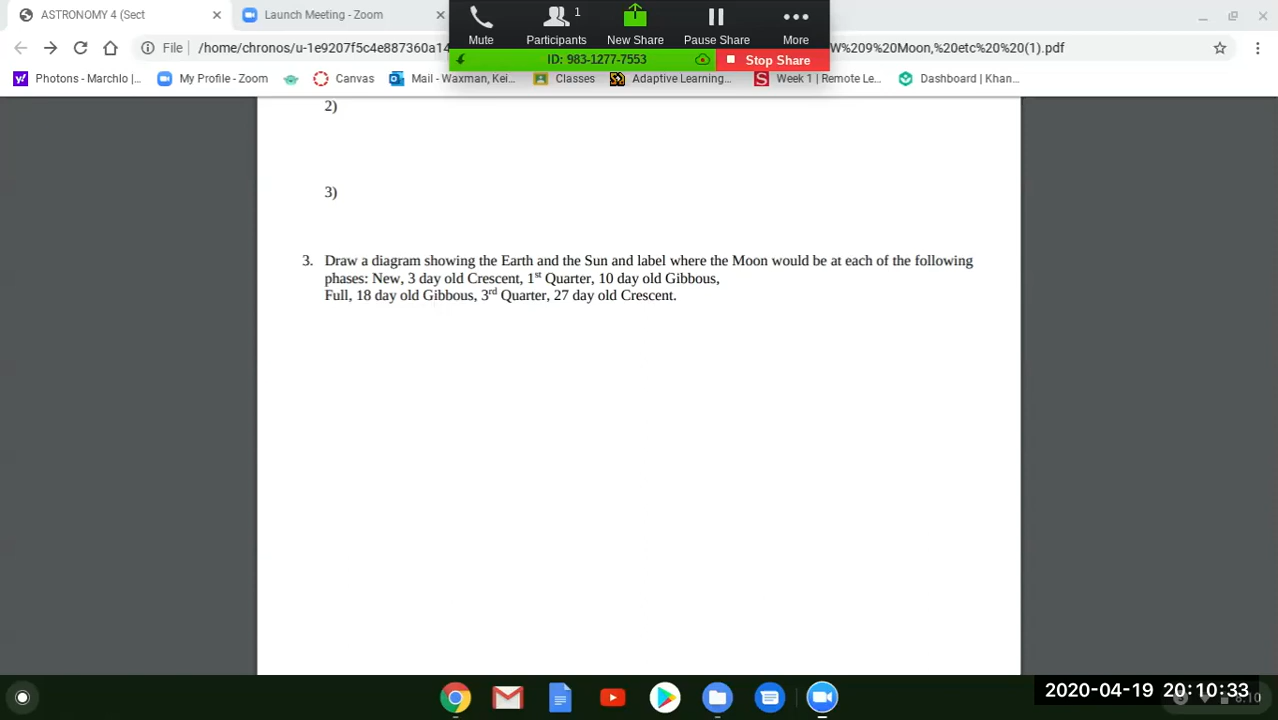 ASTRONOMY 4 (Sect
Launch Meeting - Zoom
1
Mute
Participants
New Share
Pause Share
More
ID: 983-1277-7553
Stop Share
File
/home/chronos/u-1e9207f5c4e887360a14
W%209%20Moon,%20etc%20%20(1).pdf
Photons - Marchlo |...
My Profile - Zoom
Canvas
Mail - Waxman, Kei...
Classes
Adaptive Learning...
Week 1 | Remote Le...
Dashboard | Khan...
2)
3)
3. Draw a diagram showing the Earth and the Sun and label where the Moon would be at each of the following
phases: New, 3 day old Crescent, 1st Quarter, 10 day old Gibbous,
Full, 18 day old Gibbous, 3rd Quarter, 27 day old Crescent.
2020-04-19 20:10:33